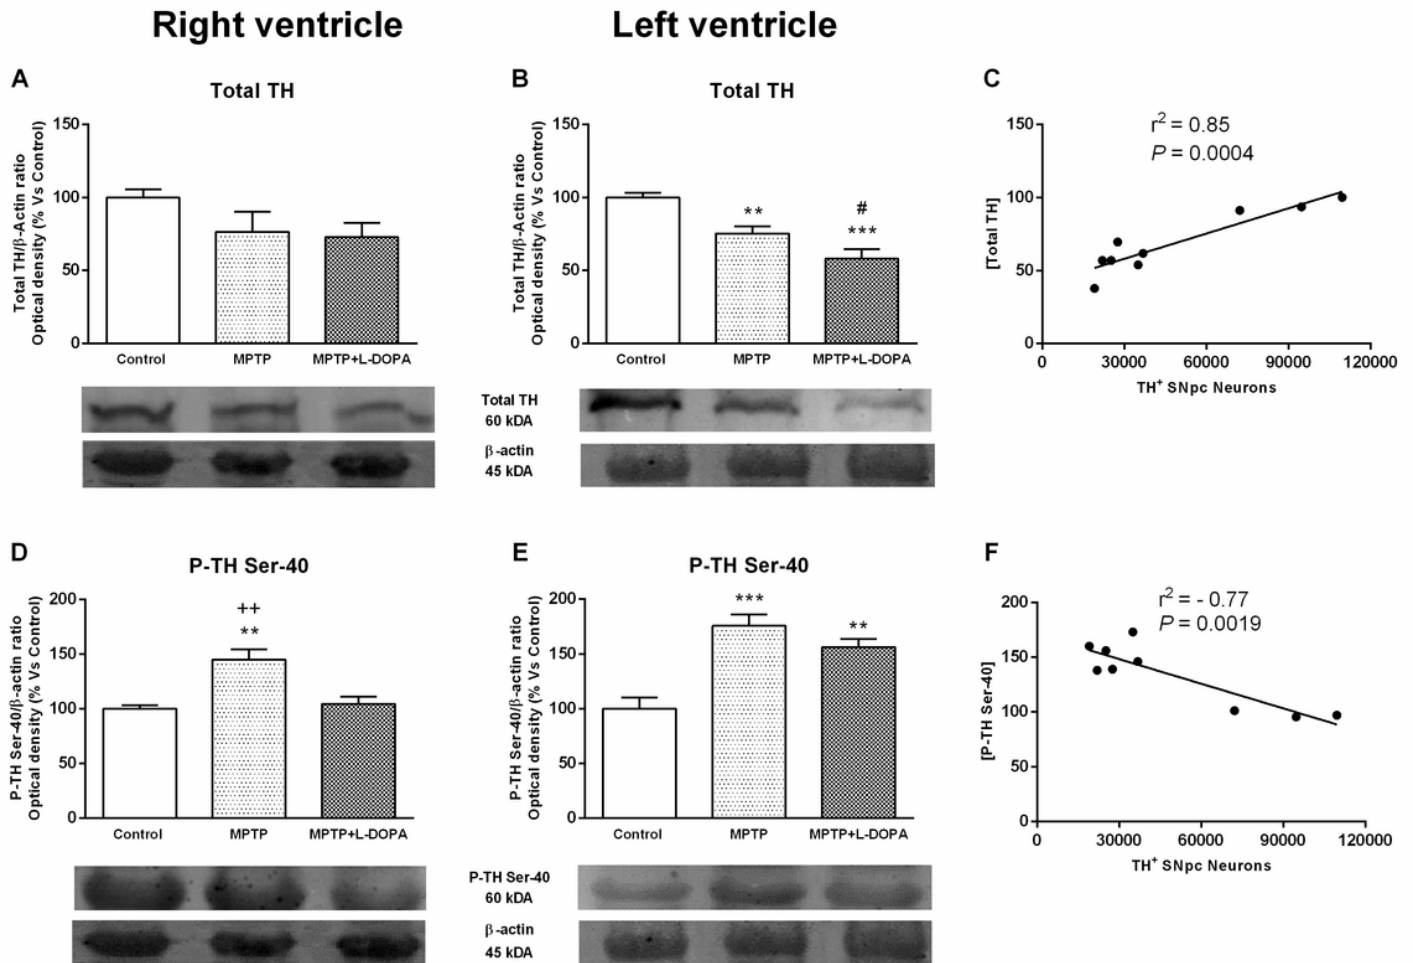 Right ventricle
Left ventricle
A
Total TH
Total TH/β-Actin ratio
Optical density (% Vs Control)
150
100
50
0
Control
MPTP
MPTP+L-DOPA
B
Total TH
Total TH/β-Actin ratio
Optical density (% Vs Control)
150
100
50
0
**
#
***
Control
MPTP
MPTP+L-DOPA
C
[Total TH]
150
100
50
0
r² = 0.85
P = 0.0004
0
30000
60000
90000
120000
TH⁺ SNpc Neurons
Total TH
60 kDA
β-actin
45 kDA
D
P-TH Ser-40
P-TH Ser-40/β-actin ratio
Optical density (% Vs Control)
200
150
100
50
0
++
**
Control
MPTP
MPTP+L-DOPA
E
P-TH Ser-40
P-TH Ser-40/β-actin ratio
Optical density (% Vs Control)
200
150
100
50
0
***
**
Control
MPTP
MPTP+L-DOPA
F
[P-TH Ser-40]
200
150
100
50
0
r² = - 0.77
P = 0.0019
0
30000
60000
90000
120000
TH⁺ SNpc Neurons
P-TH Ser-40
60 kDA
β-actin
45 kDA